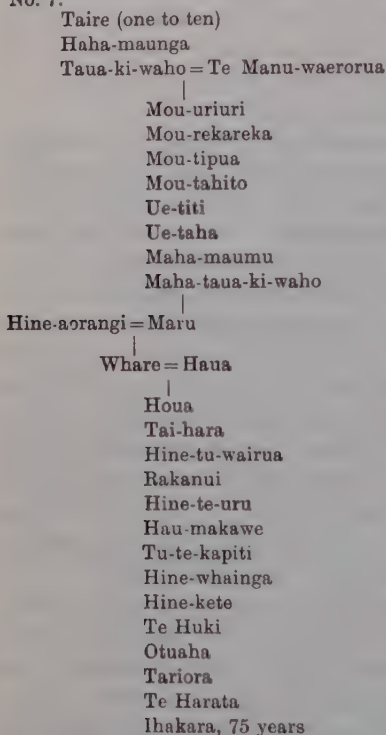 No. 7.
Taire (one to ten)
Haha-maunga
Taua-ki-waho = Te Manu-waerorua
Mou-uriuri
Mou-rekareka
Mou-tipua
Mou-tahito
Ue-titi
Ue-taha
Maha-maumu
Maha-taua-ki-waho
Hine-aorangi = Maru
Whare = Haua
Houa
Tai-hara
Hine-tu-wairua
Rakanui
Hine-te-uru
Hau-makawe
Tu-te-kapiti
Hine-whainga
Hine-kete
Te Huki
Otuaha
Tariora
Te Harata
Ihakara, 75 years